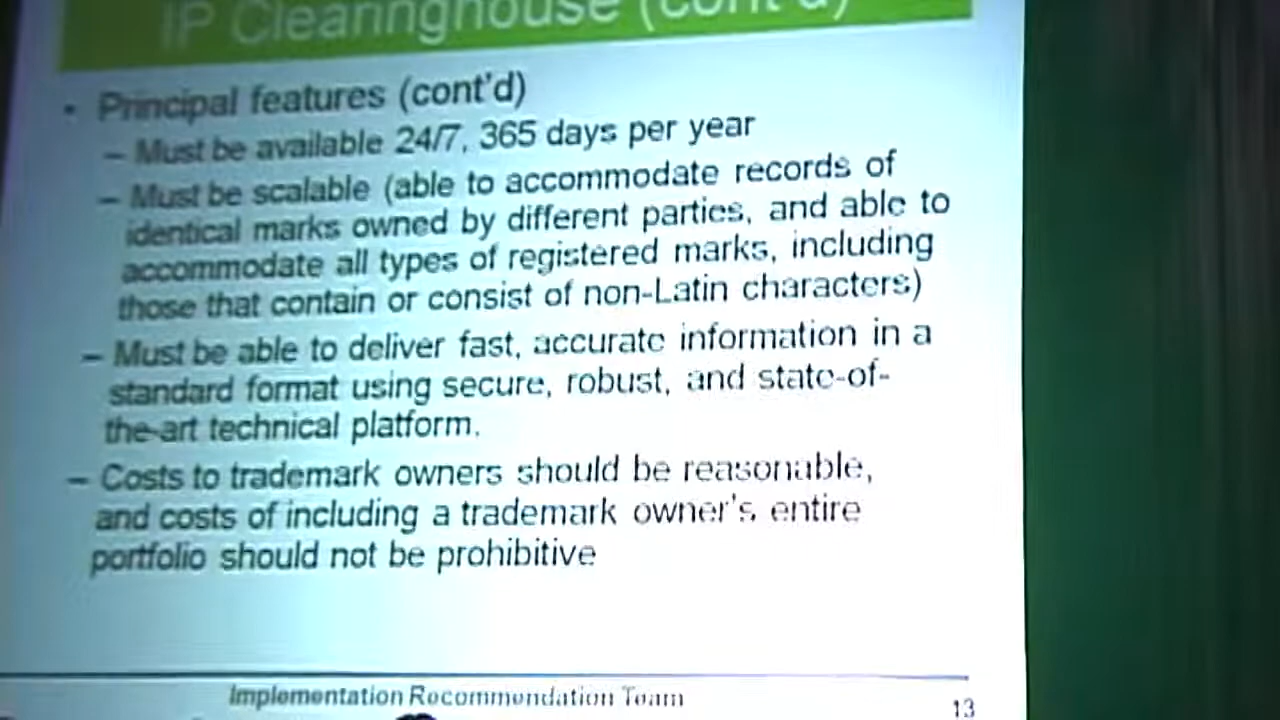 IP Clearinghouse (cont'd)
• Principal features (cont'd)
– Must be available 24/7, 365 days per year
– Must be scalable (able to accommodate records of
identical marks owned by different parties, and able to
accommodate all types of registered marks, including
those that contain or consist of non-Latin characters)
– Must be able to deliver fast, accurate information in a
standard format using secure, robust, and state-of-
the-art technical platform.
– Costs to trademark owners should be reasonable,
and costs of including a trademark owner's entire
portfolio should not be prohibitive
Implementation Recommendation Team
13